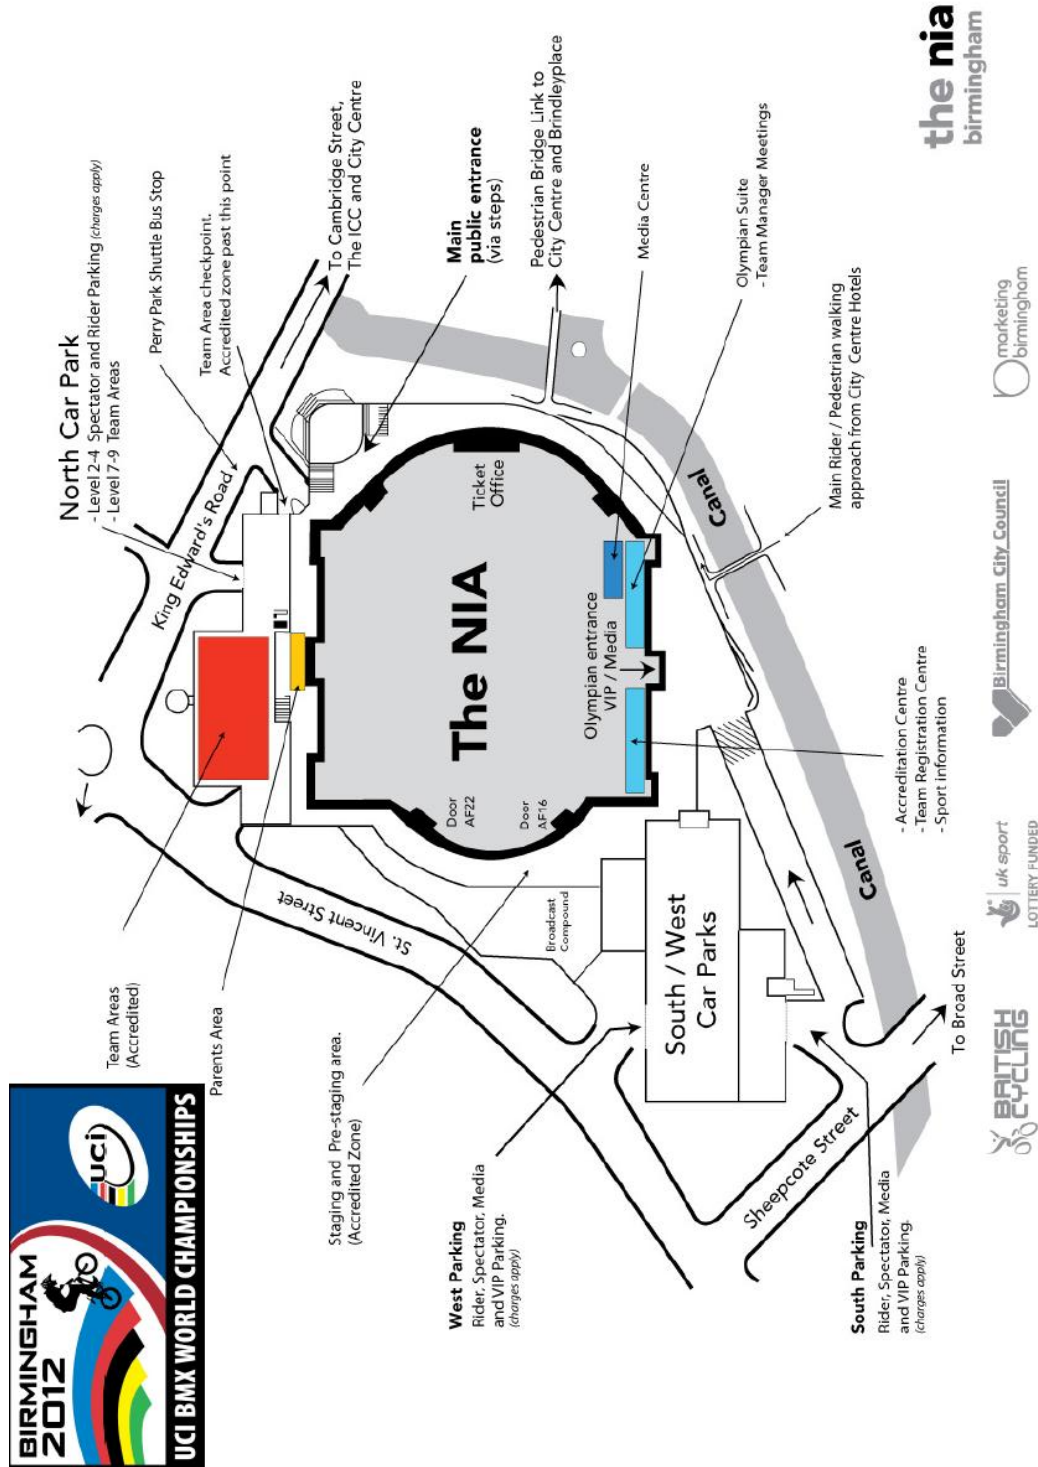 BIRMINGHAM
2012
uci
UCI BMX WORLD CHAMPIONSHIPS
North Car Park
- Level 2-4 Spectator and Rider Parking (charges apply)
- Level 7-9 Team Areas
Perry Park Shuttle Bus Stop
Team Area checkpoint.
Accredited zone past this point
To Cambridge Street,
The ICC and City Centre
Main
public entrance
(via steps)
Pedestrian Bridge Link to
City Centre and Brindleyplace
Media Centre
Olympian Suite
- Team Manager Meetings
Main Rider / Pedestrian walking
approach from City Centre Hotels
King Edward's Road
Team Areas
(Accredited)
Parents Area
St. Vincent Street
Staging and Pre-staging area.
(Accredited Zone)
The NIA
Ticket
Office
Door
AF22
Door
AF16
Olympian entrance
VIP / Media
Broadcast
Compound
South / West
Car Parks
Canal
Canal
- Accreditation Centre
- Team Registration Centre
- Sport information
West Parking
Rider, Spectator, Media
and VIP Parking.
(charges apply)
Sheepcote Street
South Parking
Rider, Spectator, Media
and VIP Parking.
(charges apply)
To Broad Street
BRITISH
CYCLING
uk sport
LOTTERY FUNDED
Birmingham City Council
marketing
birmingham
the nia
birmingham